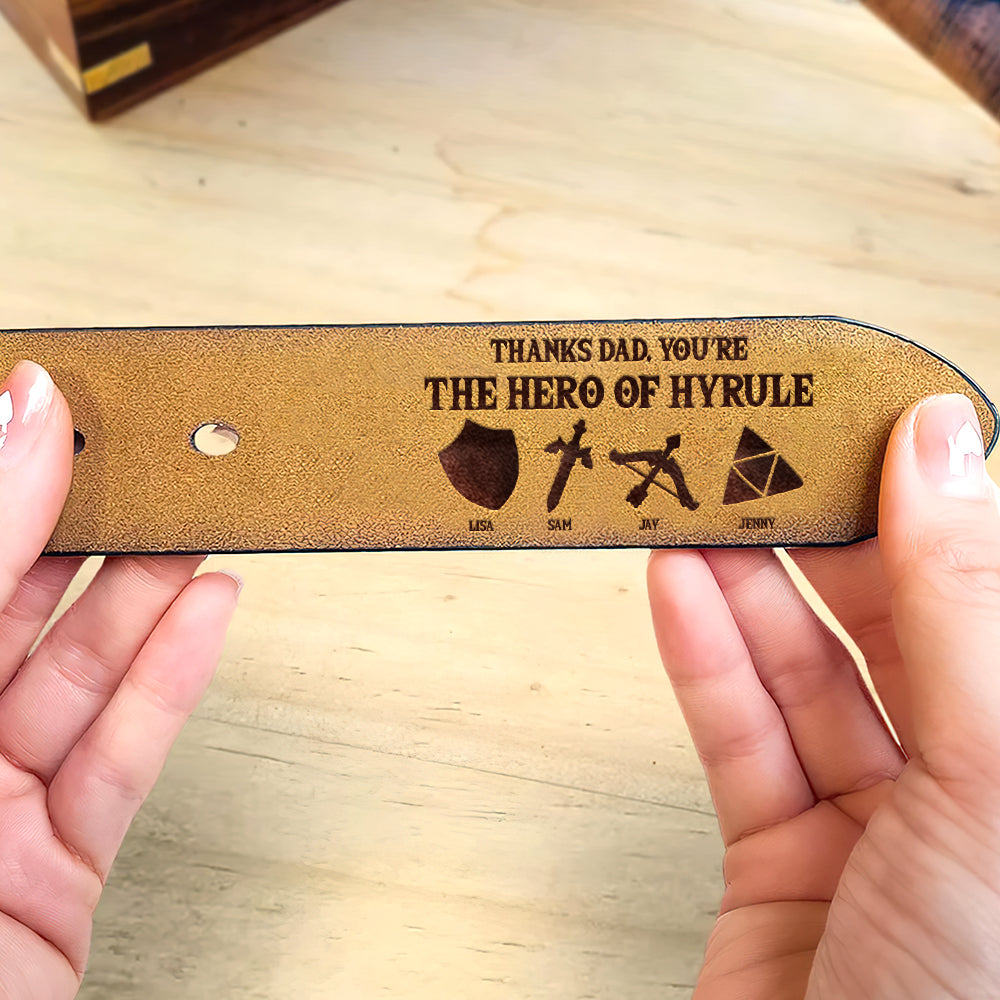 THANKS DAD, YOU'RE
THE HERO OF HYRULE
LISA SAM JAY JENNY